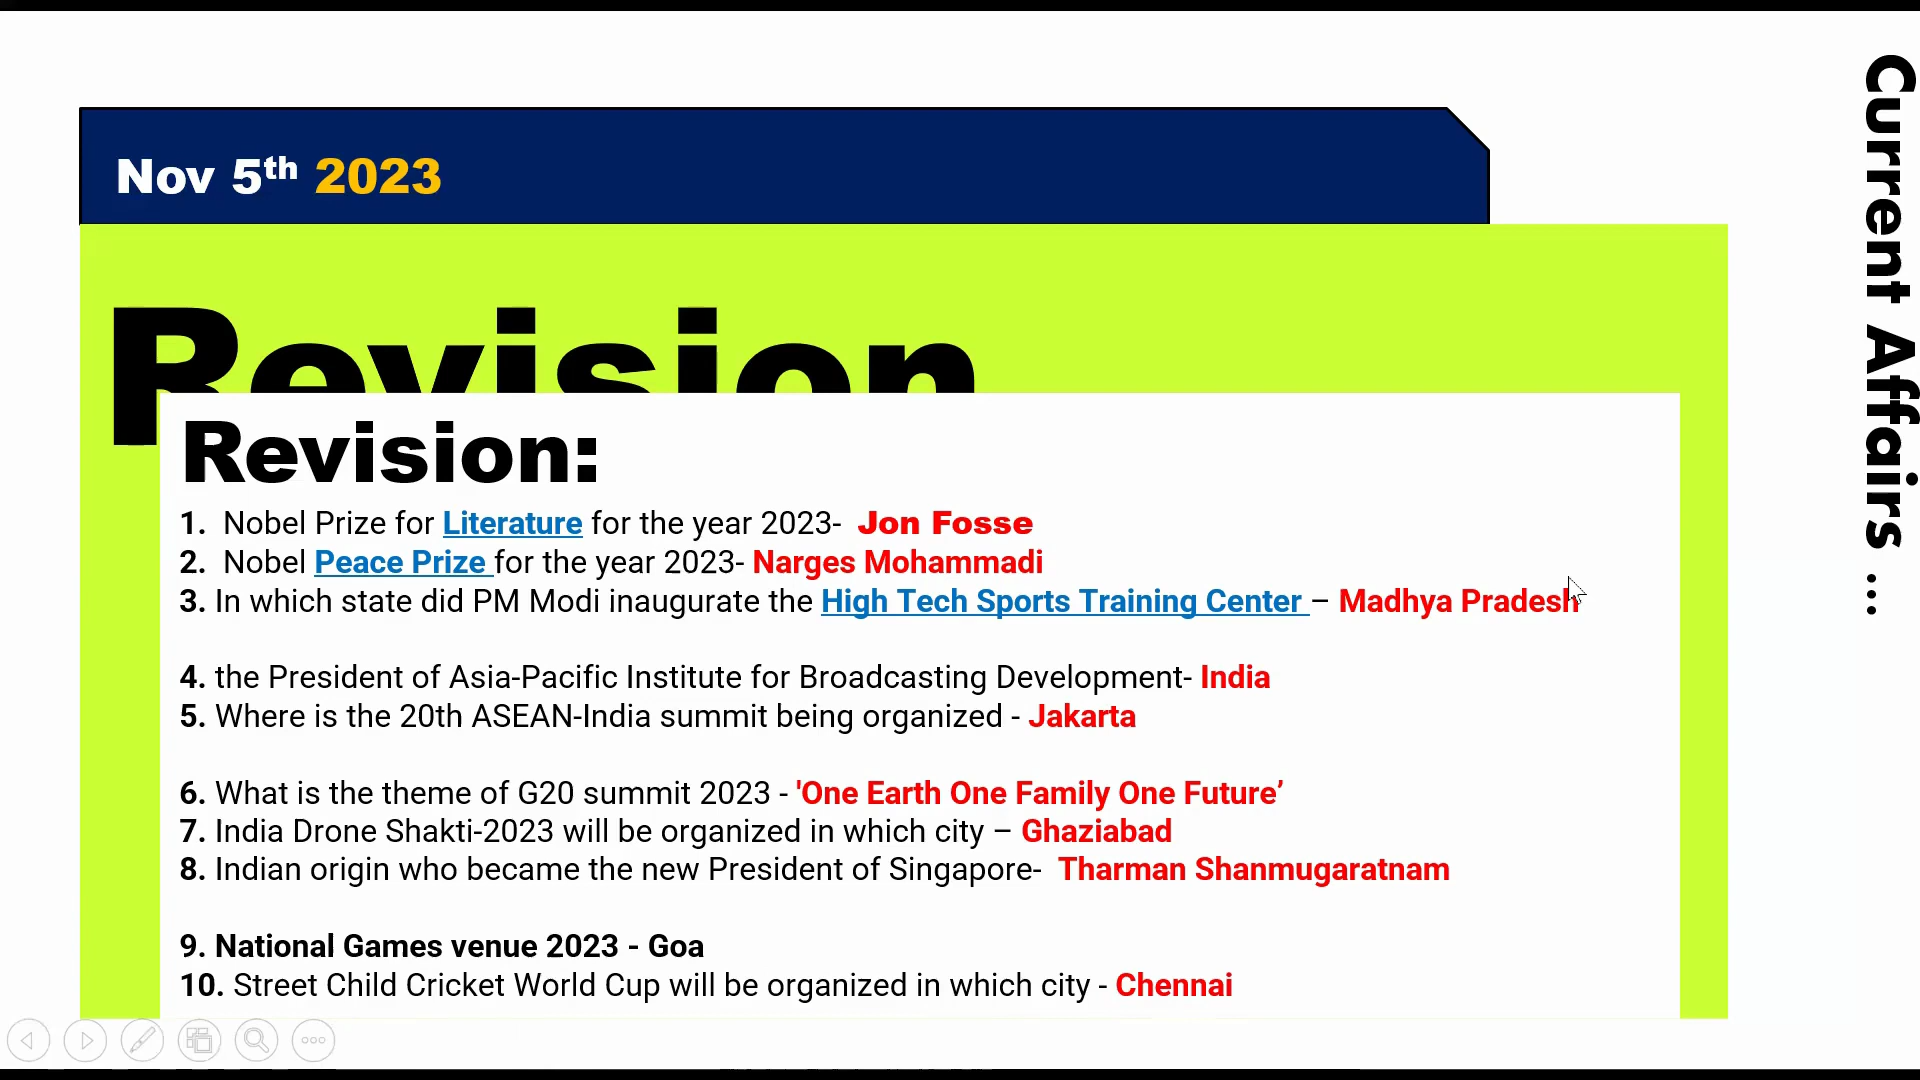 Nov 5th 2023
Revision
Revision:
1. Nobel Prize for Literature for the year 2023- Jon Fosse
2. Nobel Peace Prize for the year 2023- Narges Mohammadi
3. In which state did PM Modi inaugurate the High Tech Sports Training Center – Madhya Pradesh
4. the President of Asia-Pacific Institute for Broadcasting Development- India
5. Where is the 20th ASEAN-India summit being organized - Jakarta
6. What is the theme of G20 summit 2023 - 'One Earth One Family One Future’
7. India Drone Shakti-2023 will be organized in which city – Ghaziabad
8. Indian origin who became the new President of Singapore- Tharman Shanmugaratnam
9. National Games venue 2023 - Goa
10. Street Child Cricket World Cup will be organized in which city - Chennai
Current Affairs ...